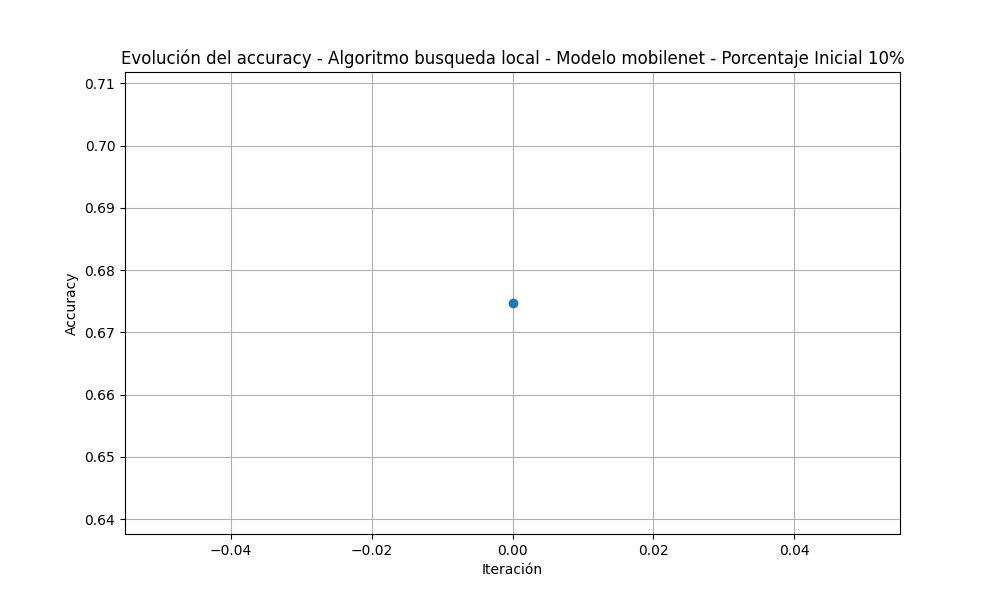 Evolución del accuracy - Algoritmo busqueda local - Modelo mobilenet - Porcentaje Inicial 10%
0.71
0.70
0.69
0.68
0.67
0.66
0.65
0.64
Accuracy
−0.04 −0.02 0.00 0.02 0.04
Iteración